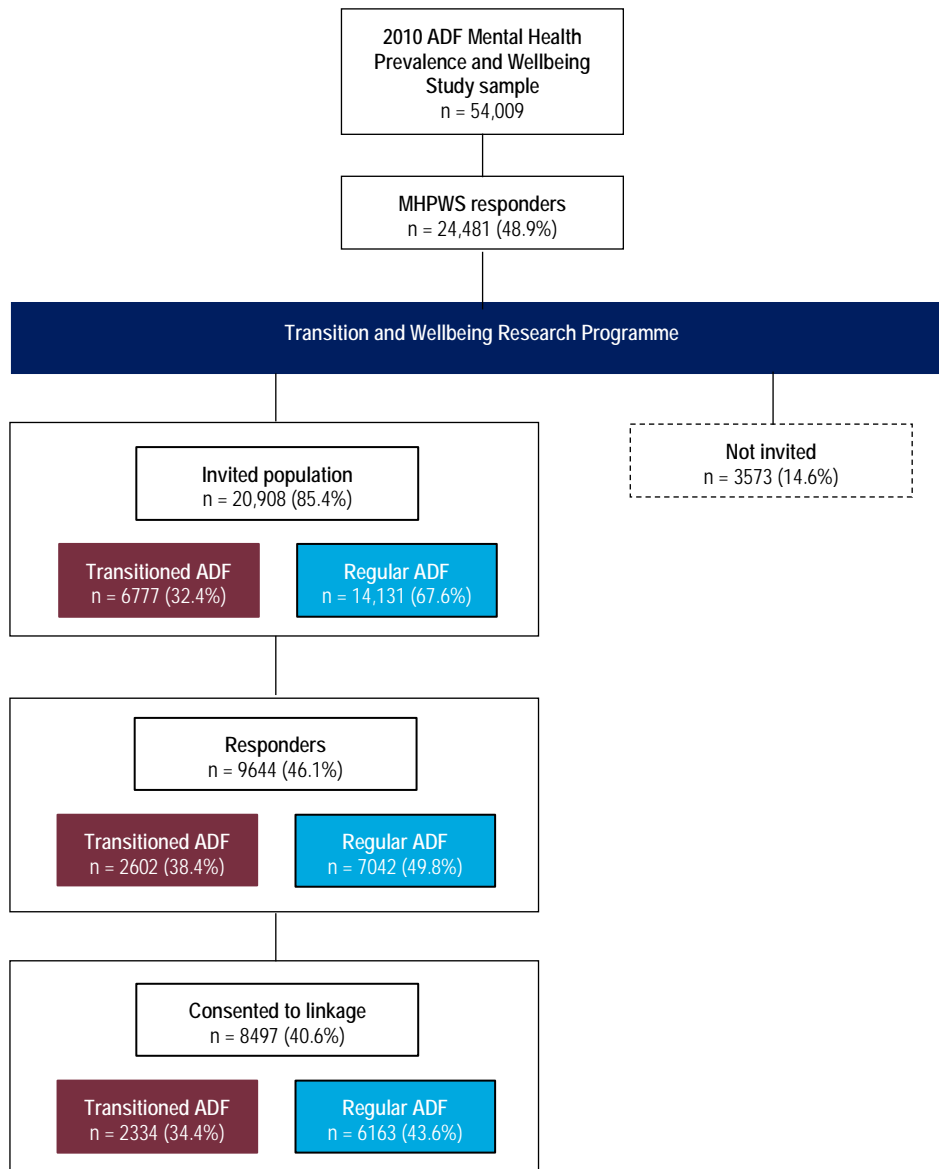 2010 ADF Mental Health
Prevalence and Wellbeing
Study sample
n = 54,009
MHPWS responders
n = 24,481 (48.9%)
Transition and Wellbeing Research Programme
Invited population
n = 20,908 (85.4%)
Not invited
n = 3573 (14.6%)
Transitioned ADF
n = 6777 (32.4%)
Regular ADF
n = 14,131 (67.6%)
Responders
n = 9644 (46.1%)
Transitioned ADF
n = 2602 (38.4%)
Regular ADF
n = 7042 (49.8%)
Consented to linkage
n = 8497 (40.6%)
Transitioned ADF
n = 2334 (34.4%)
Regular ADF
n = 6163 (43.6%)